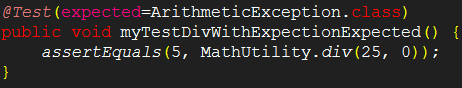 @Test(expected=ArithmeticException.class)
public void myTestDivWithExpectionExpected() {
    assertEquals(5, MathUtility.div(25, 0));
}